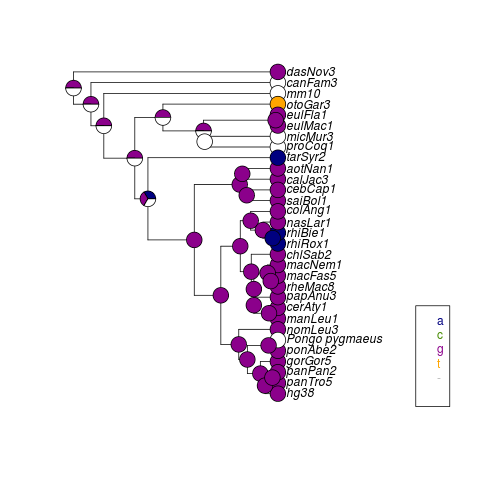 dasNov3
canFam3
mm10
otoGar3
eulFla1
eulMac1
micMur3
proCoq1
tarSyr2
aotNan1
calJac3
cebCap1
saiBol1
colAng1
nasLar1
rhiBie1
rhiRox1
chlSab2
macNem1
macFas5
rheMac8
papAnu3
cerAty1
manLeu1
nomLeu3
Pongo pygmaeus
ponAbe2
gorGor5
panPan2
panTro5
hg38
a
c
g
t
-